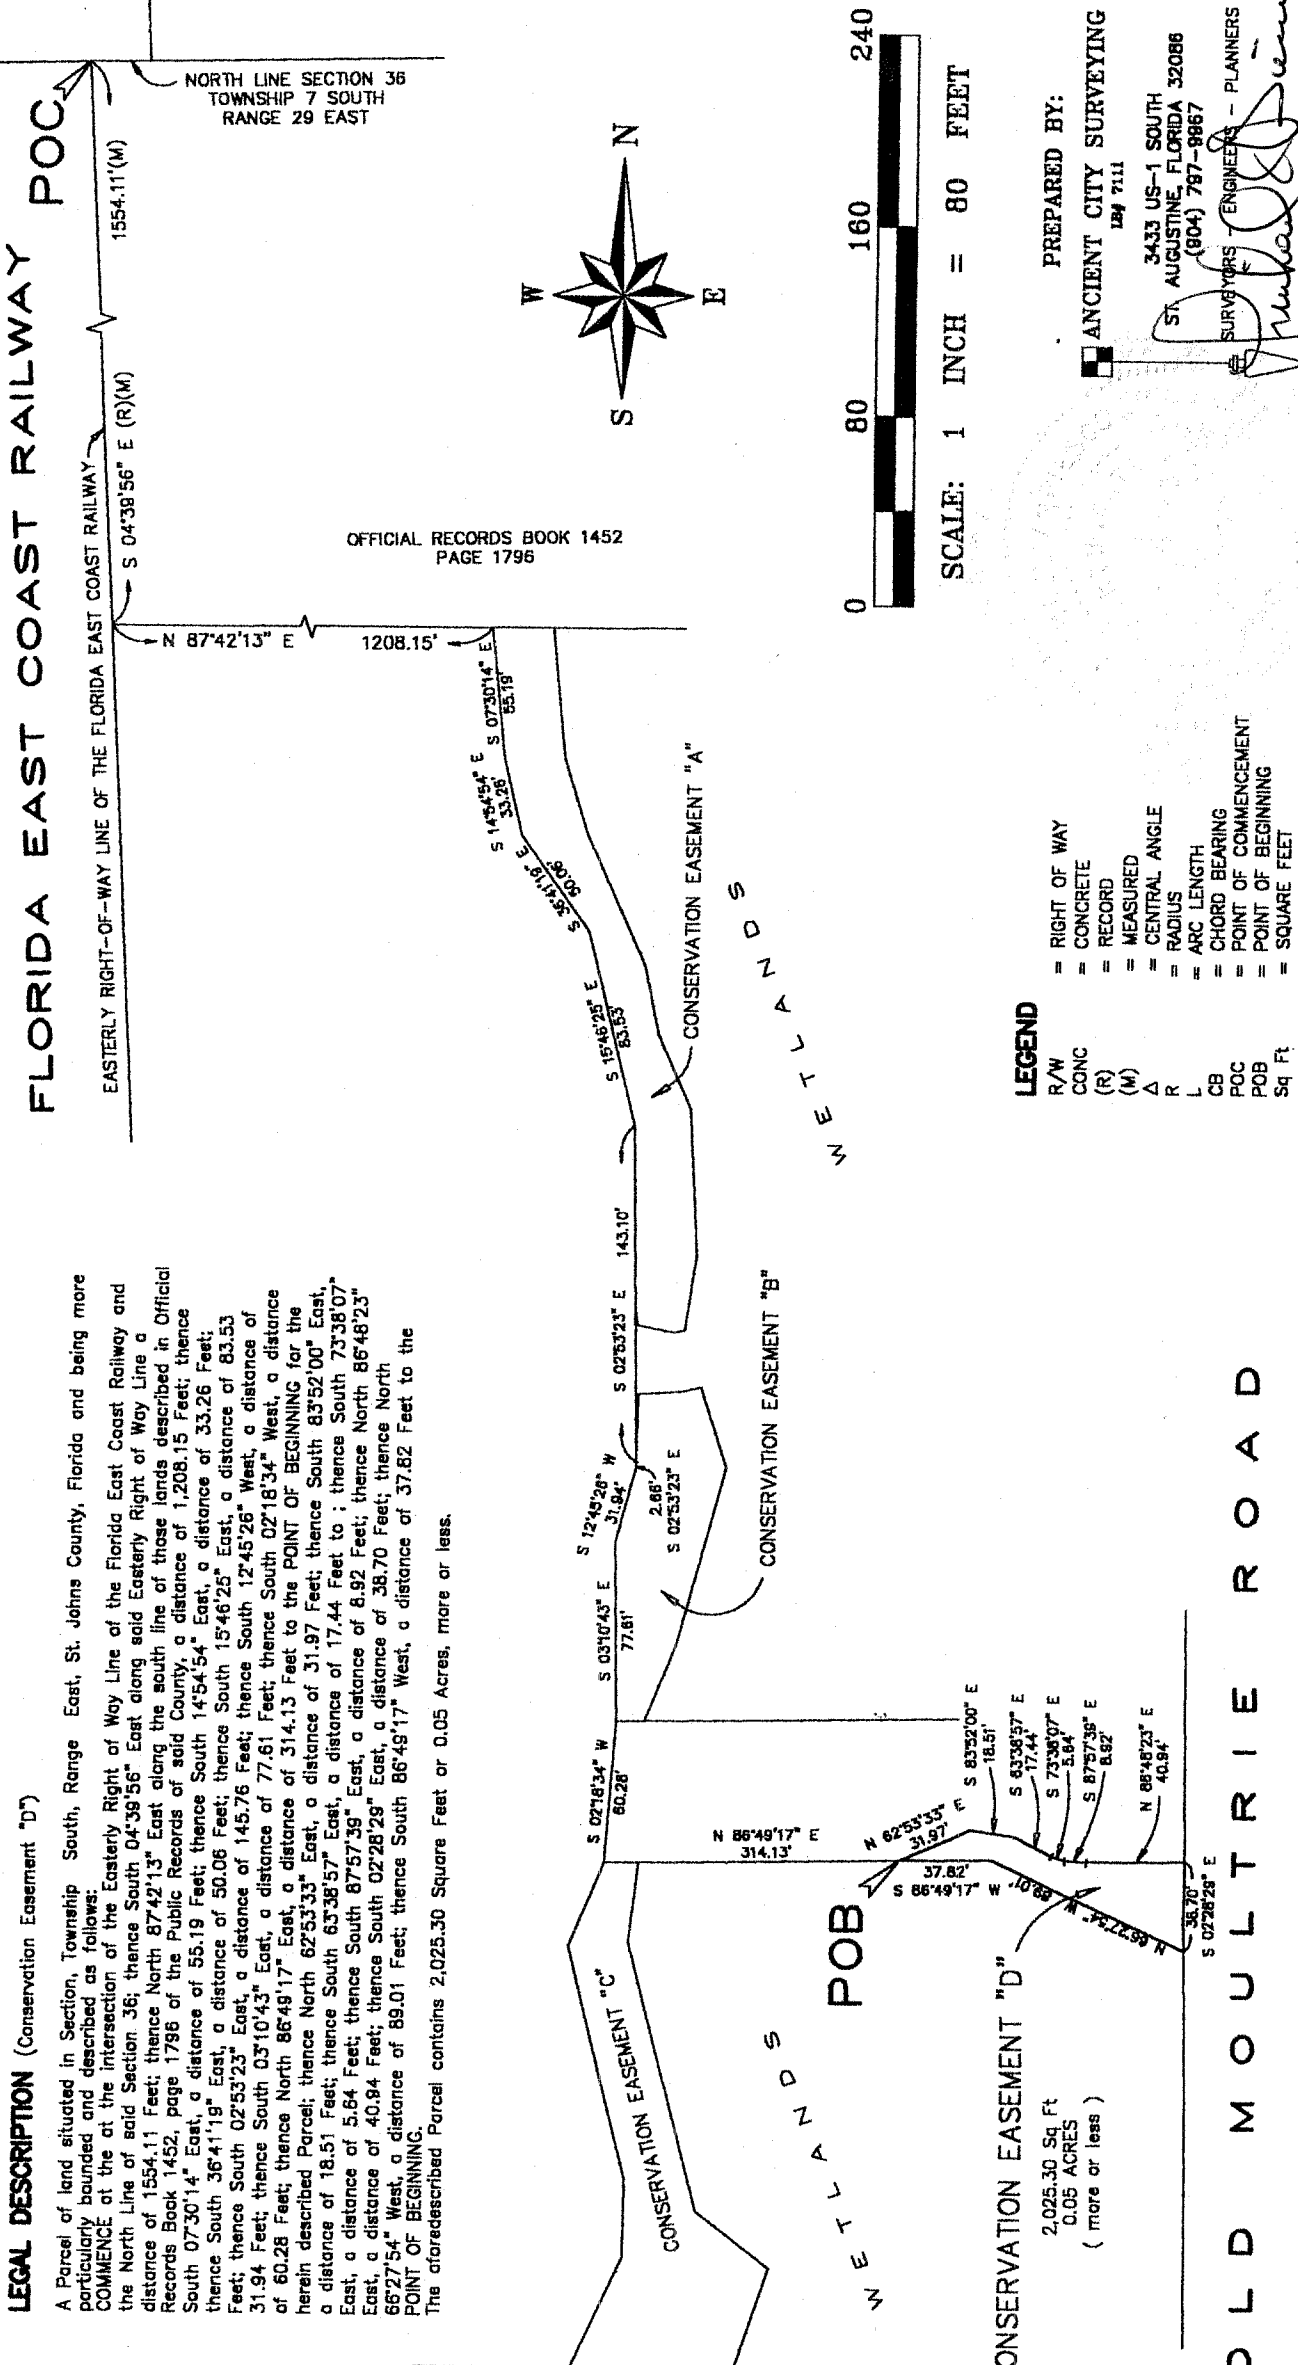 LEGAL DESCRIPTION (Conservation Easement "D")
A Parcel of land situated in Section, Township South, Range East, St. Johns County, Florida and being more
particularly bounded and described as follows:
COMMENCE at the at the intersection of the Easterly Right of Way Line of the Florida East Coast Railway and
the North Line of said Section 36; thence South 04°39'56" East along said Easterly Right of Way Line a
distance of 1554.11 Feet; thence North 87°42'13" East along the south line of those lands described in Official
Records Book 1452, page 1796 of the Public Records of said County, a distance of 1,208.15 Feet; thence
South 07°30'14" East, a distance of 55.19 Feet; thence South 14°54'54" East, a distance of 33.26 Feet;
thence South 36°41'19" East, a distance of 50.06 Feet; thence South 15°46'25" East, a distance of 83.53
Feet; thence South 02°53'23" East, a distance of 145.76 Feet; thence South 12°45'26" West, a distance of
31.94 Feet; thence South 03°10'43" East, a distance of 77.61 Feet; thence South 02°18'34" West, a distance
of 60.28 Feet; thence North 86°49'17" East, a distance of 314.13 Feet to the POINT OF BEGINNING for the
herein described Parcel; thence North 62°53'33" East, a distance of 31.97 Feet; thence South 83°52'00" East,
a distance of 18.51 Feet; thence South 63°38'57" East, a distance of 17.44 Feet to ; thence South 73°38'07"
East, a distance of 5.64 Feet; thence South 87°57'39" East, a distance of 8.92 Feet; thence North 86°48'23"
East, a distance of 40.94 Feet; thence South 02°28'29" East, a distance of 38.70 Feet; thence North
66°27'54" West, a distance of 89.01 Feet; thence South 86°49'17" West, a distance of 37.82 Feet to the
POINT OF BEGINNING.
The aforedescribed Parcel contains 2,025.30 Square Feet or 0.05 Acres, more or less.
FLORIDA EAST COAST RAILWAY
POC
EASTERLY RIGHT-OF-WAY LINE OF THE FLORIDA EAST COAST RAILWAY
S 04°39'56" E (R)(M)
1554.11'(M)
NORTH LINE SECTION 36
TOWNSHIP 7 SOUTH
RANGE 29 EAST
N 87°42'13" E
1208.15'
OFFICIAL RECORDS BOOK 1452
PAGE 1796
W
N
S
E
S 07°30'14" E
55.19'
S 14°54'54" E
33.26'
S 36°41'19" E
50.06'
S 15°46'25" E
83.53'
S 02°53'23" E
143.10'
2.66'
S 02°53'23" E
S 12°45'26" W
31.94'
S 03°10'43" E
77.61'
S 02°18'34" W
60.28'
N 86°49'17" E
314.13'
CONSERVATION EASEMENT "A"
CONSERVATION EASEMENT "B"
CONSERVATION EASEMENT "C"
WETLANDS
WETLANDS
POB
N 62°53'33" E
31.97'
37.82'
S 86°49'17" W
S 83°52'00" E
18.51'
S 63°38'57" E
17.44'
S 73°38'07" E
5.64'
S 87°57'39" E
8.92'
N 86°48'23" E
40.94'
38.70'
S 02°28'29" E
N 66°27'54" W 89.01'
ONSERVATION EASEMENT "D"
2,025.30 Sq Ft
0.05 ACRES
( more or less )
LD MOULTRIE ROAD
0 80 160 240
SCALE: 1 INCH = 80 FEET
LEGEND
R/W = RIGHT OF WAY
CONC = CONCRETE
(R) = RECORD
(M) = MEASURED
Δ = CENTRAL ANGLE
R = RADIUS
L = ARC LENGTH
CB = CHORD BEARING
POC = POINT OF COMMENCEMENT
POB = POINT OF BEGINNING
Sq Ft = SQUARE FEET
PREPARED BY:
ANCIENT CITY SURVEYING
LB# 7111
3433 US-1 SOUTH
ST. AUGUSTINE, FLORIDA 32086
(904) 797-9967
SURVEYORS - ENGINEERS - PLANNERS